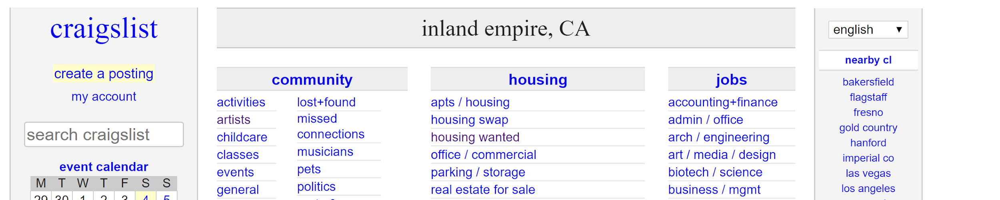 craigslist
create a posting
my account
search craigslist
event calendar
M T W T F S S
29 30 1 2 3 4 5
inland empire, CA
community
activities
artists
childcare
classes
events
general
lost+found
missed
connections
musicians
pets
politics
housing
apts / housing
housing swap
housing wanted
office / commercial
parking / storage
real estate for sale
jobs
accounting+finance
admin / office
arch / engineering
art / media / design
biotech / science
business / mgmt
english
nearby cl
bakersfield
flagstaff
fresno
gold country
hanford
imperial co
las vegas
los angeles